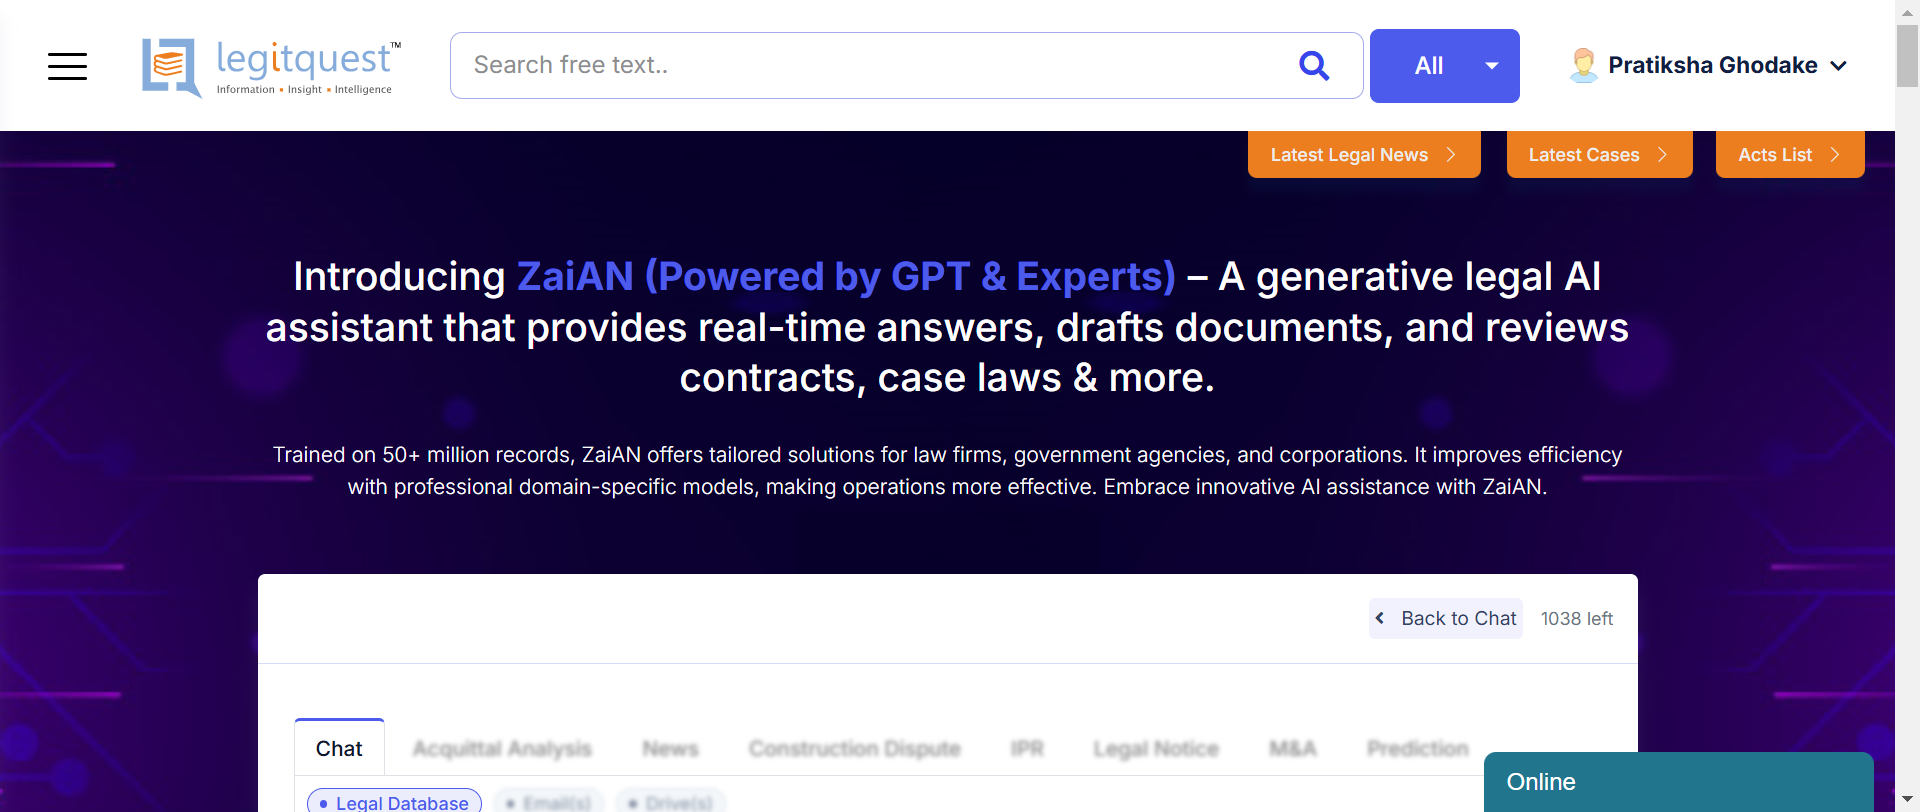 legitquest™
Information • Insight • Intelligence
Search free text..
All
Pratiksha Ghodake
Latest Legal News
Latest Cases
Acts List
Introducing ZaiAN (Powered by GPT & Experts) – A generative legal AI
assistant that provides real-time answers, drafts documents, and reviews
contracts, case laws & more.
Trained on 50+ million records, ZaiAN offers tailored solutions for law firms, government agencies, and corporations. It improves efficiency
with professional domain-specific models, making operations more effective. Embrace innovative AI assistance with ZaiAN.
Back to Chat
1038 left
Chat
Acquittal Analysis
News
Construction Dispute
IPR
Legal Notice
M&A
Prediction
Legal Database
Email(s)
Drive(s)
Online